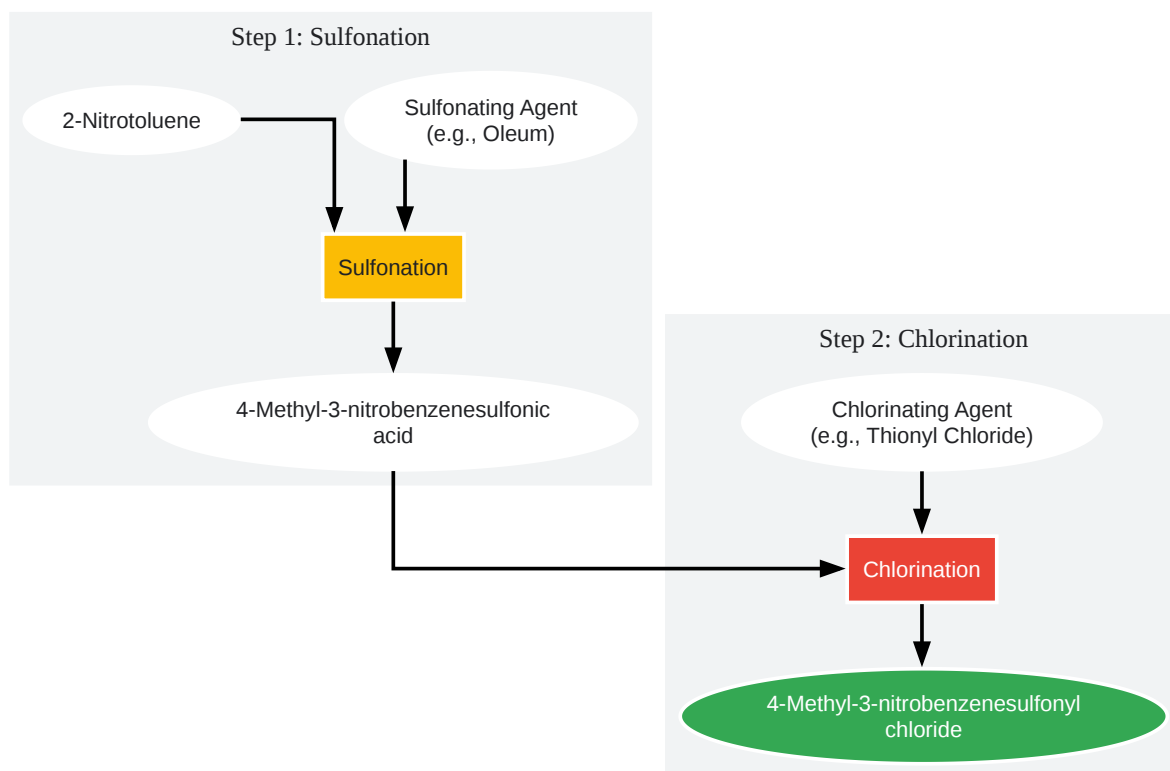 Step 1: Sulfonation
2-Nitrotoluene
Sulfonating Agent
(e.g., Oleum)
Sulfonation
4-Methyl-3-nitrobenzenesulfonic
acid
Step 2: Chlorination
Chlorinating Agent
(e.g., Thionyl Chloride)
Chlorination
4-Methyl-3-nitrobenzenesulfonyl
chloride